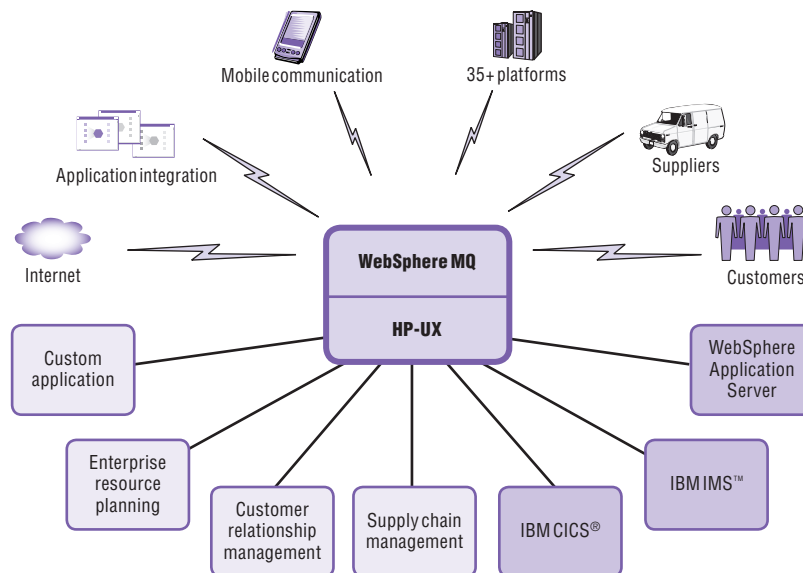 Mobile communication
35+ platforms
Application integration
Suppliers
Internet
Customers
WebSphere MQ
HP-UX
Custom
application
WebSphere
Application
Server
Enterprise
resource
planning
Customer
relationship
management
Supply chain
management
IBM CICS®
IBM IMS™